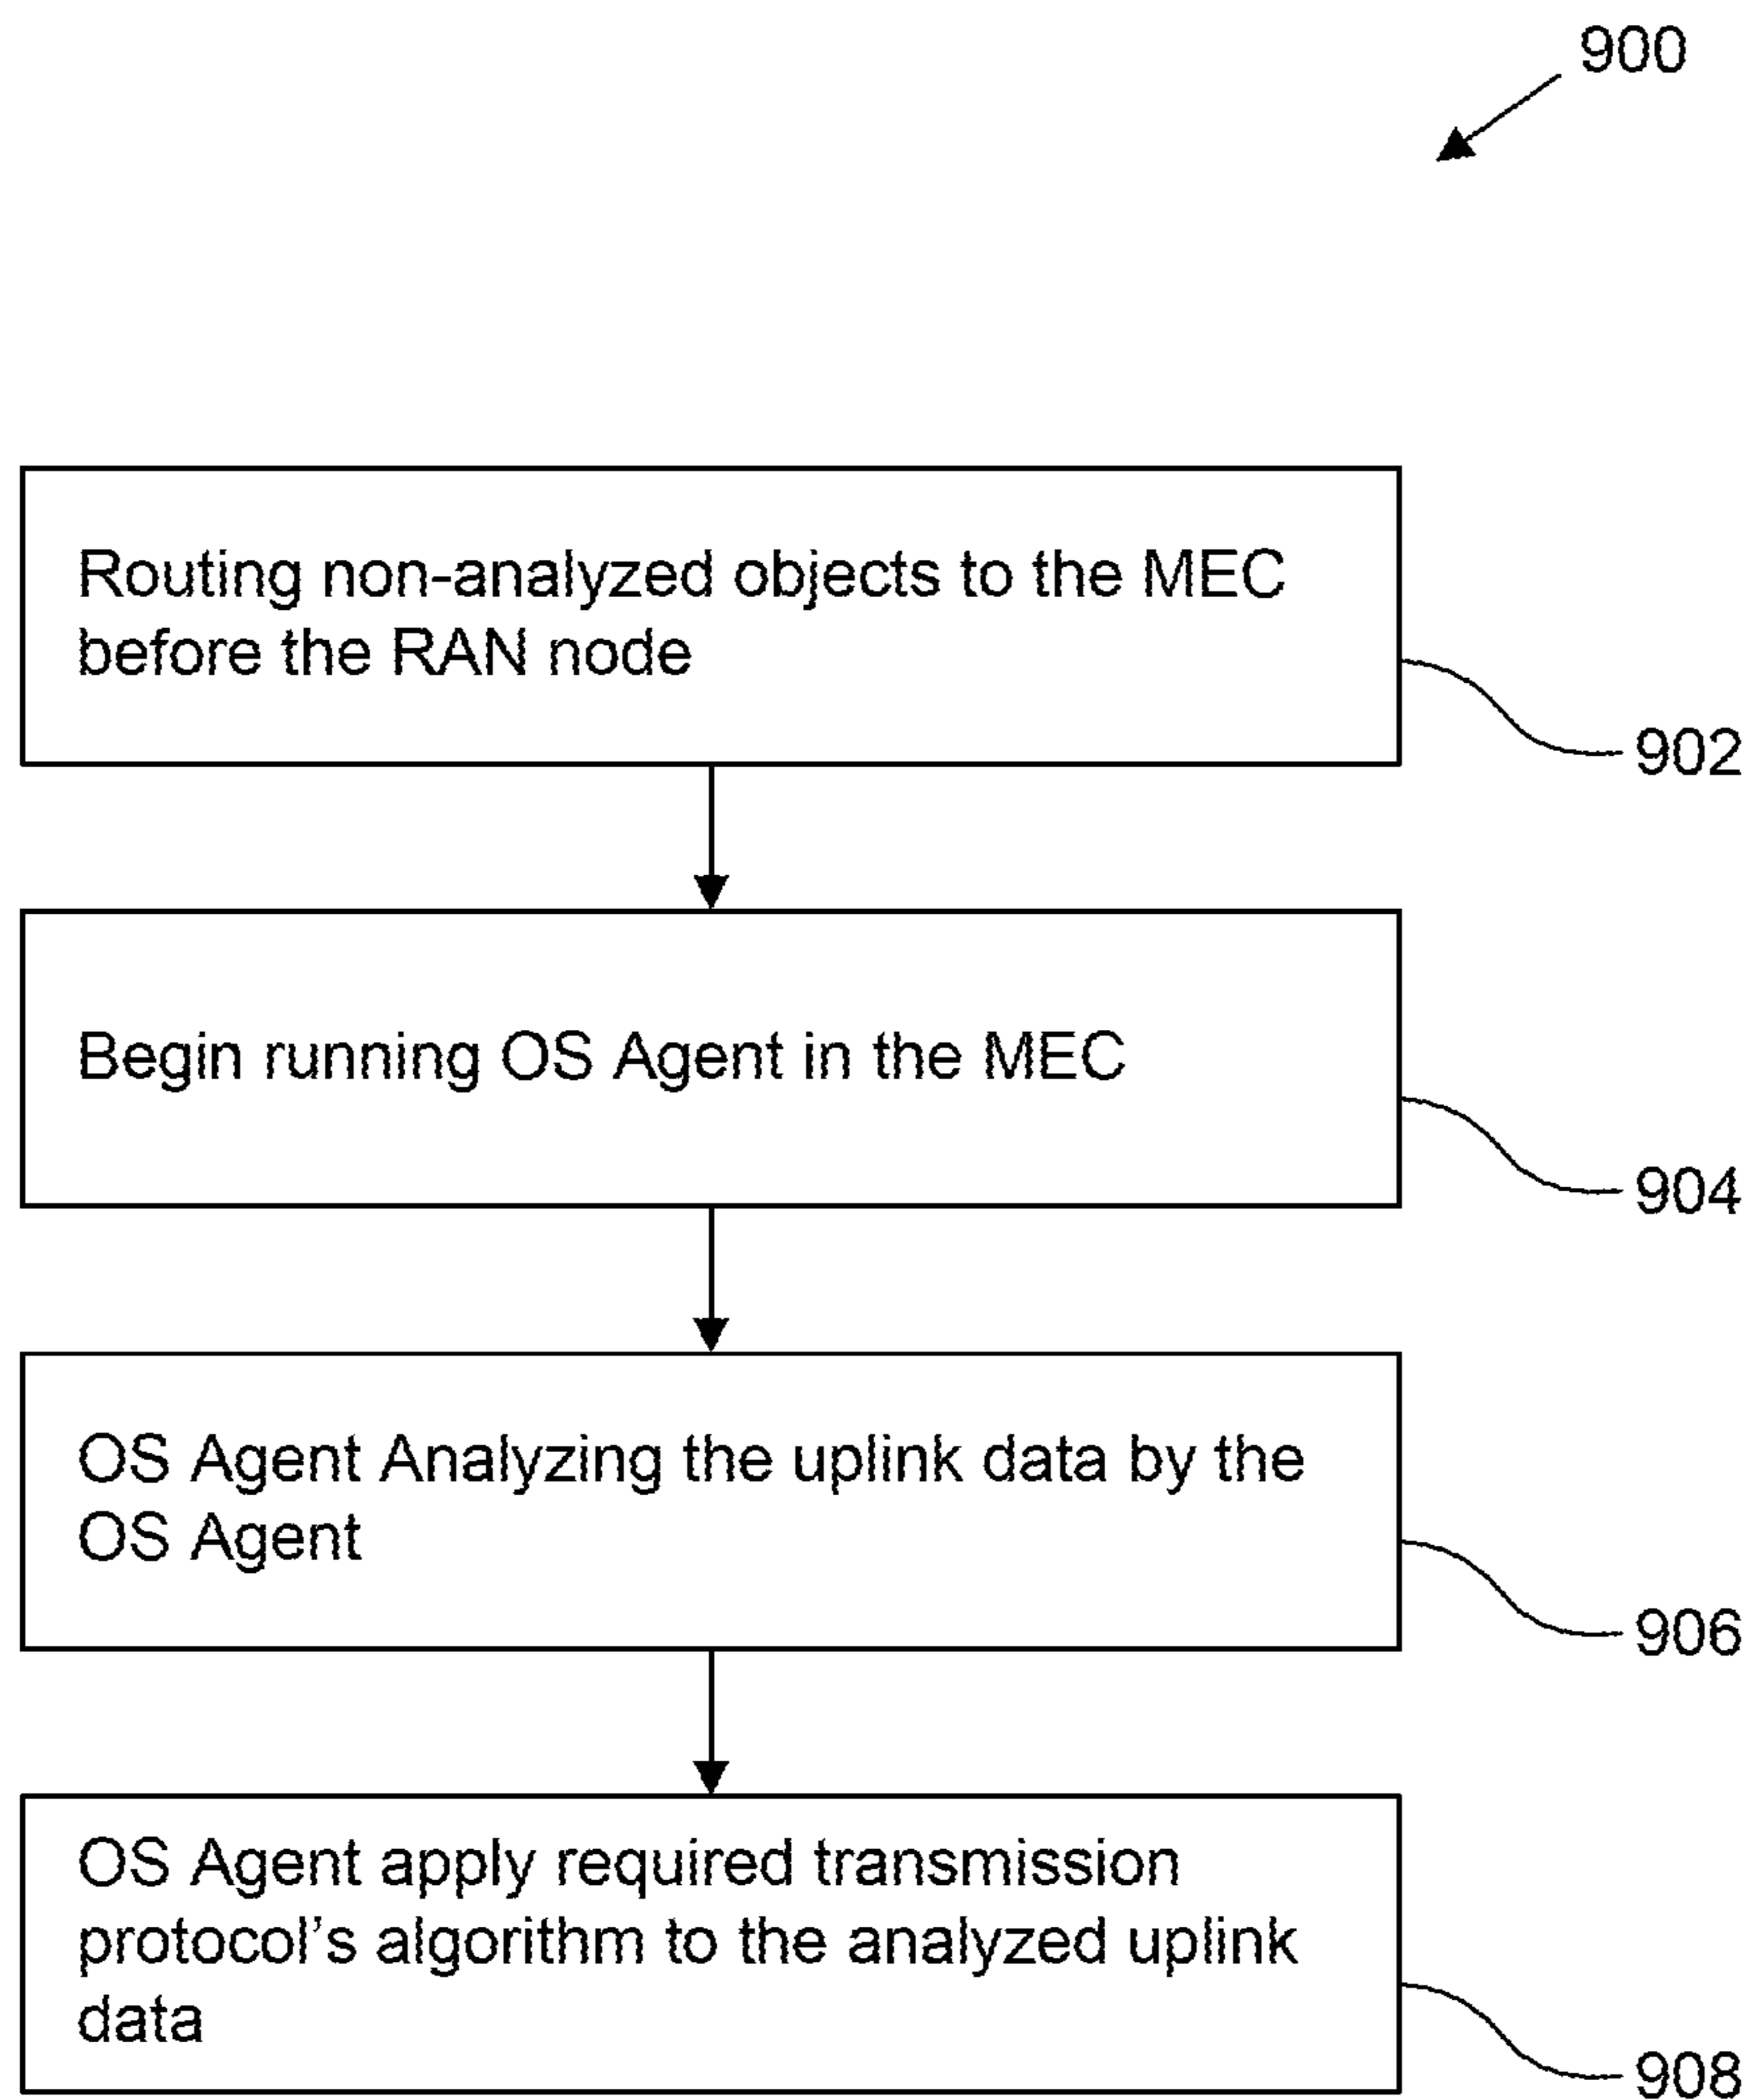 900
Routing non-analyzed objects to the MEC
before the RAN node
902
Begin running OS Agent in the MEC
904
OS Agent Analyzing the uplink data by the
OS Agent
906
OS Agent apply required transmission
protocol’s algorithm to the analyzed uplink
data
908